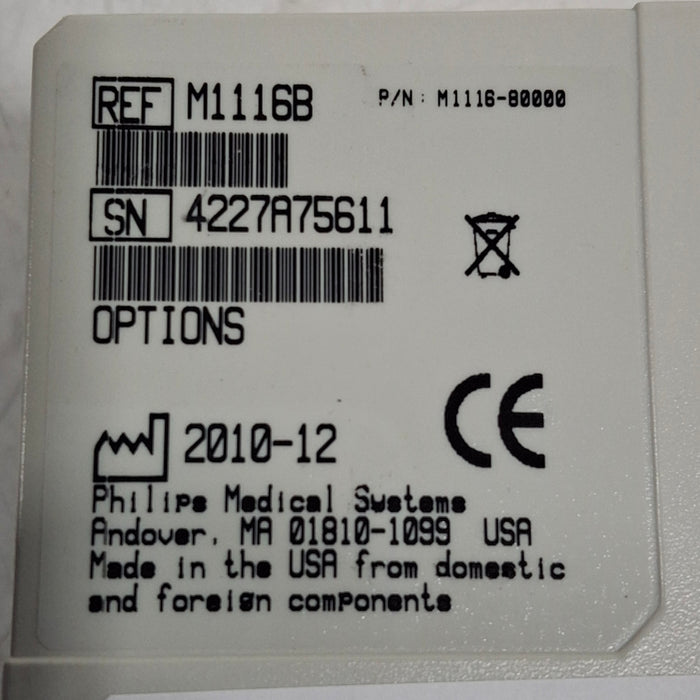 REF M1116B P/N: M1116-80000
SN 4227A75611
OPTIONS
CE
2010-12
Philips Medical Systems
Andover, MA 01810-1099 USA
Made in the USA from domestic
and foreign components